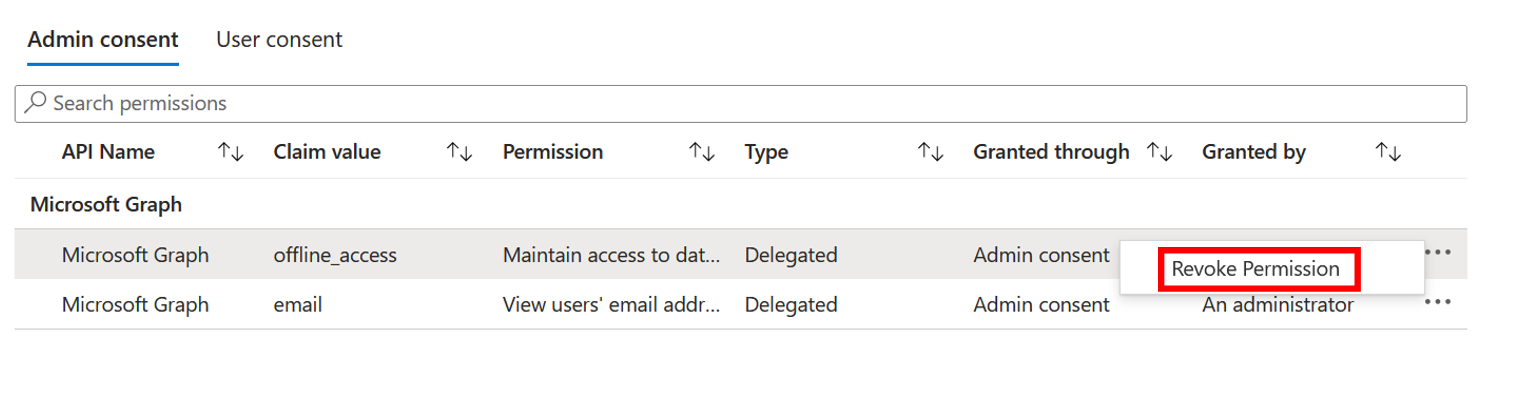 Admin consent User consent
Search permissions
API Name Claim value Permission Type Granted through Granted by
Microsoft Graph
Microsoft Graph offline_access Maintain access to dat... Delegated Admin consent
Revoke Permission
Microsoft Graph email View users' email addr... Delegated Admin consent An administrator